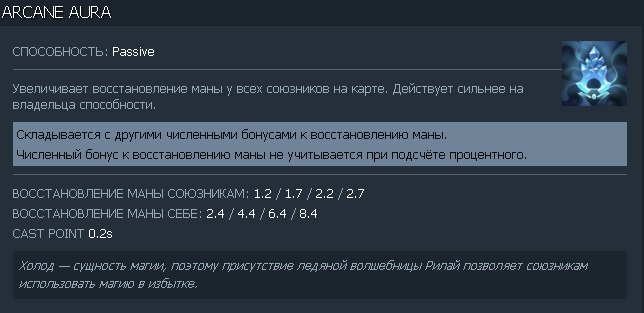 ARCANE AURA
СПОСОБНОСТЬ: Passive
Увеличивает восстановление маны у всех союзников на карте. Действует сильнее на
владельца способности.
Складывается с другими численными бонусами к восстановлению маны.
Численный бонус к восстановлению маны не учитывается при подсчёте процентного.
ВОССТАНОВЛЕНИЕ МАНЫ СОЮЗНИКАМ: 1.2 / 1.7 / 2.2 / 2.7
ВОССТАНОВЛЕНИЕ МАНЫ СЕБЕ: 2.4 / 4.4 / 6.4 / 8.4
CAST POINT 0.2s
Холод — сущность магии, поэтому присутствие ледяной волшебницы Рилай позволяет союзникам
использовать магию в избытке.